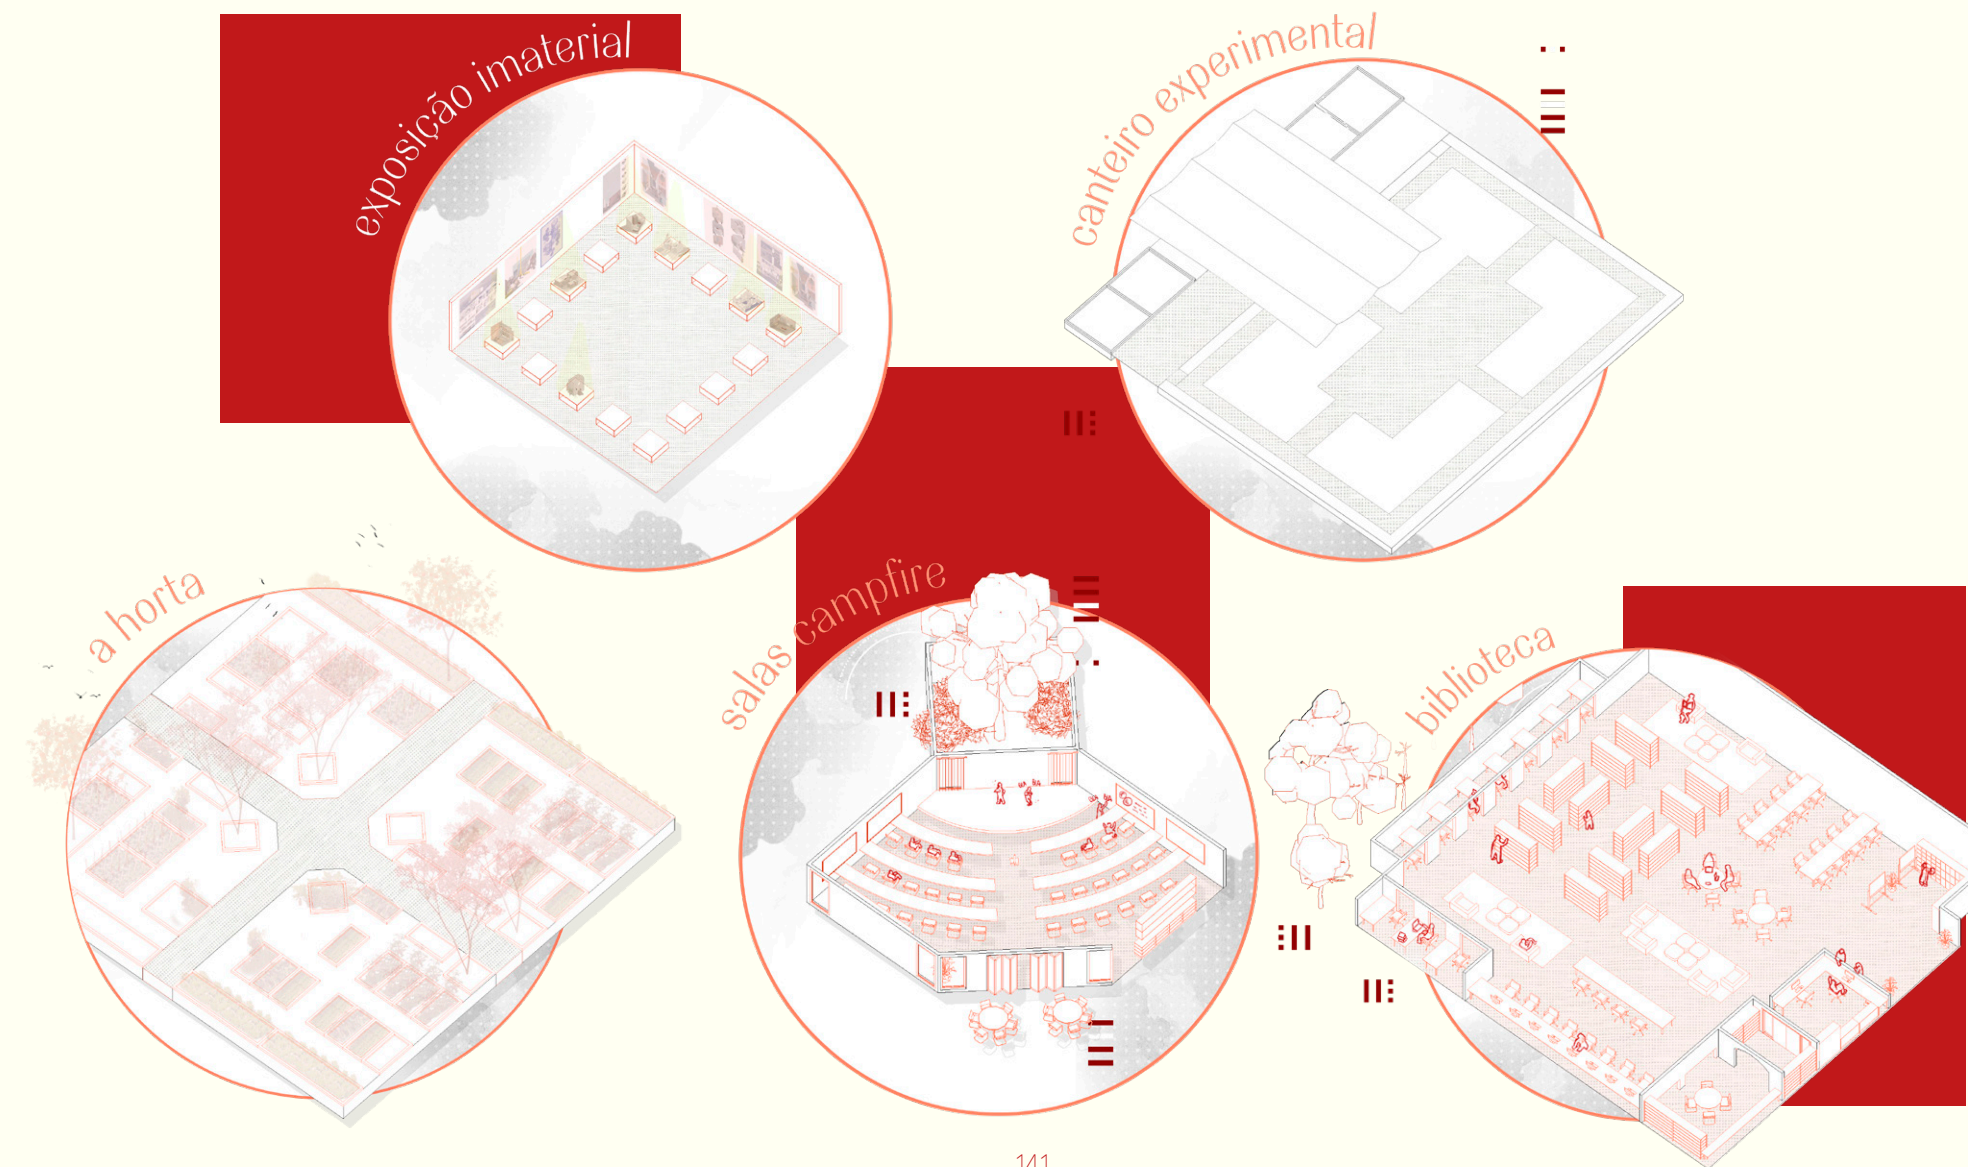 exposição imaterial
canteiro experimental
a horta
salas campfire
biblioteca
141